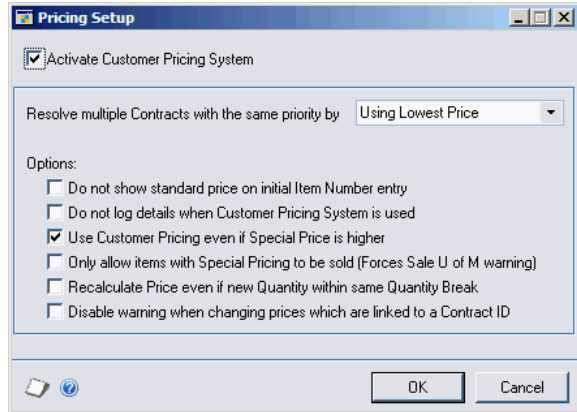 Pricing Setup
Activate Customer Pricing System
Resolve multiple Contracts with the same priority by Using Lowest Price
Options:
Do not show standard price on initial Item Number entry
Do not log details when Customer Pricing System is used
Use Customer Pricing even if Special Price is higher
Only allow items with Special Pricing to be sold (Forces Sale U of M warning)
Recalculate Price even if new Quantity within same Quantity Break
Disable warning when changing prices which are linked to a Contract ID
OK Cancel